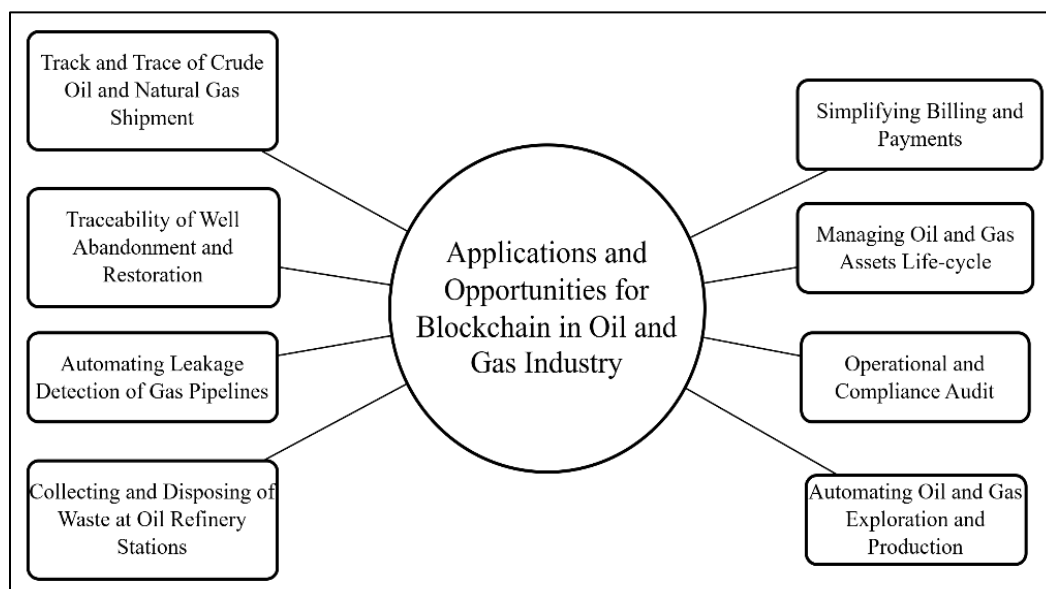 Track and Trace of Crude
Oil and Natural Gas
Shipment
Traceability of Well
Abandonment and
Restoration
Automating Leakage
Detection of Gas Pipelines
Collecting and Disposing of
Waste at Oil Refinery
Stations
Applications and
Opportunities for
Blockchain in Oil and
Gas Industry
Simplifying Billing and
Payments
Managing Oil and Gas
Assets Life-cycle
Operational and
Compliance Audit
Automating Oil and Gas
Exploration and
Production